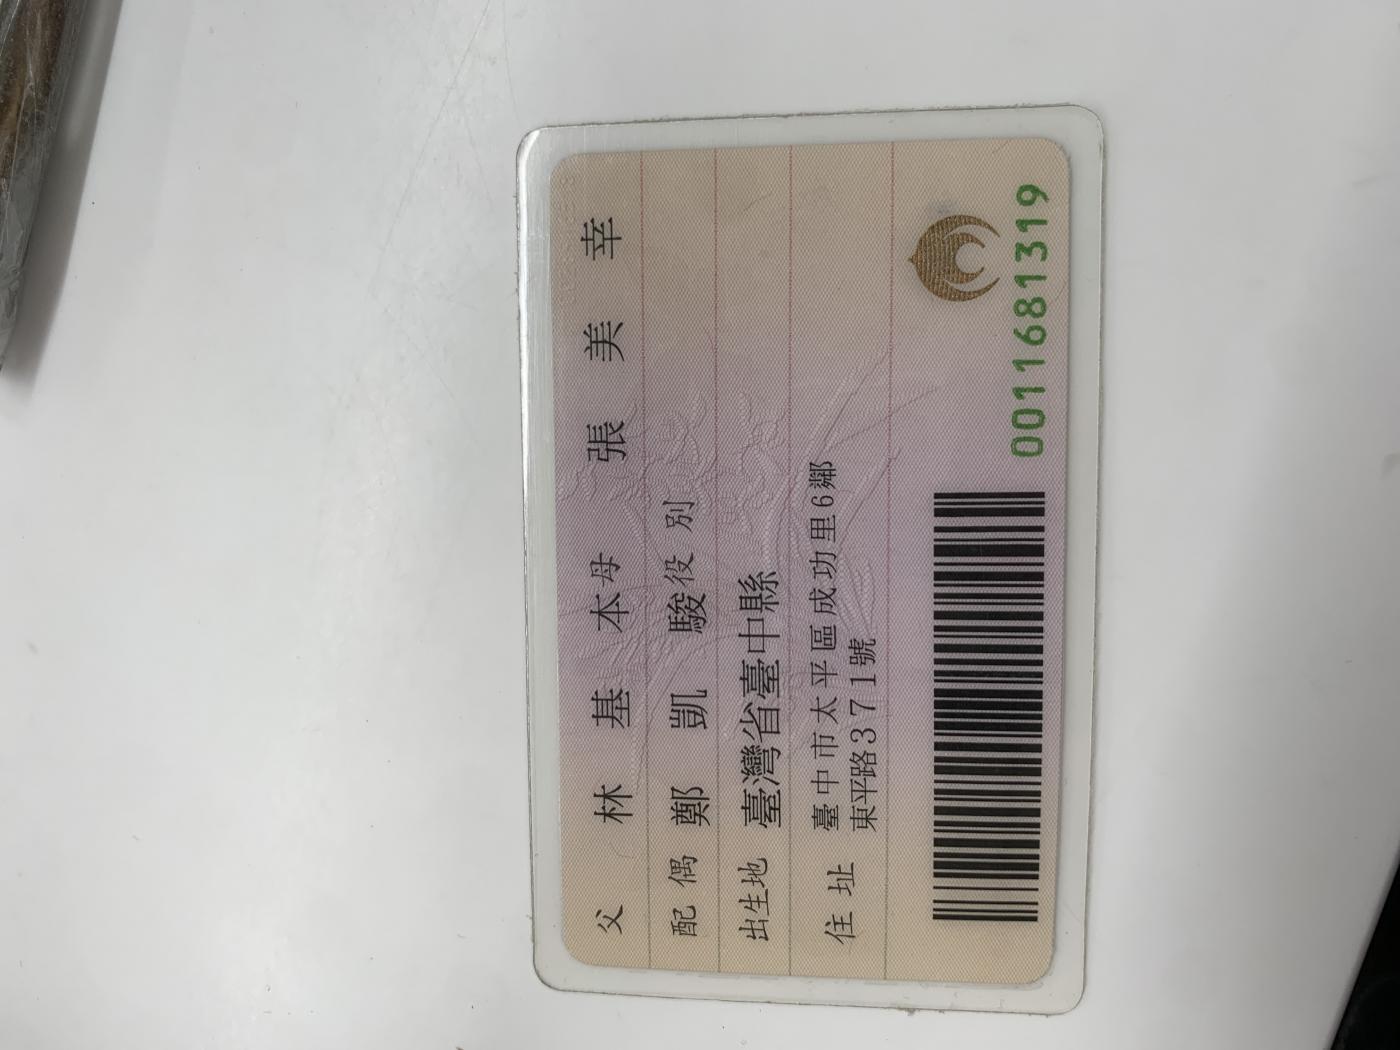 父 林基本 母 張美幸
配偶 鄭凱駿 役別
出生地 臺灣省臺中縣
住址 臺中市太平區成功里6鄰
東平路371號
0011681319